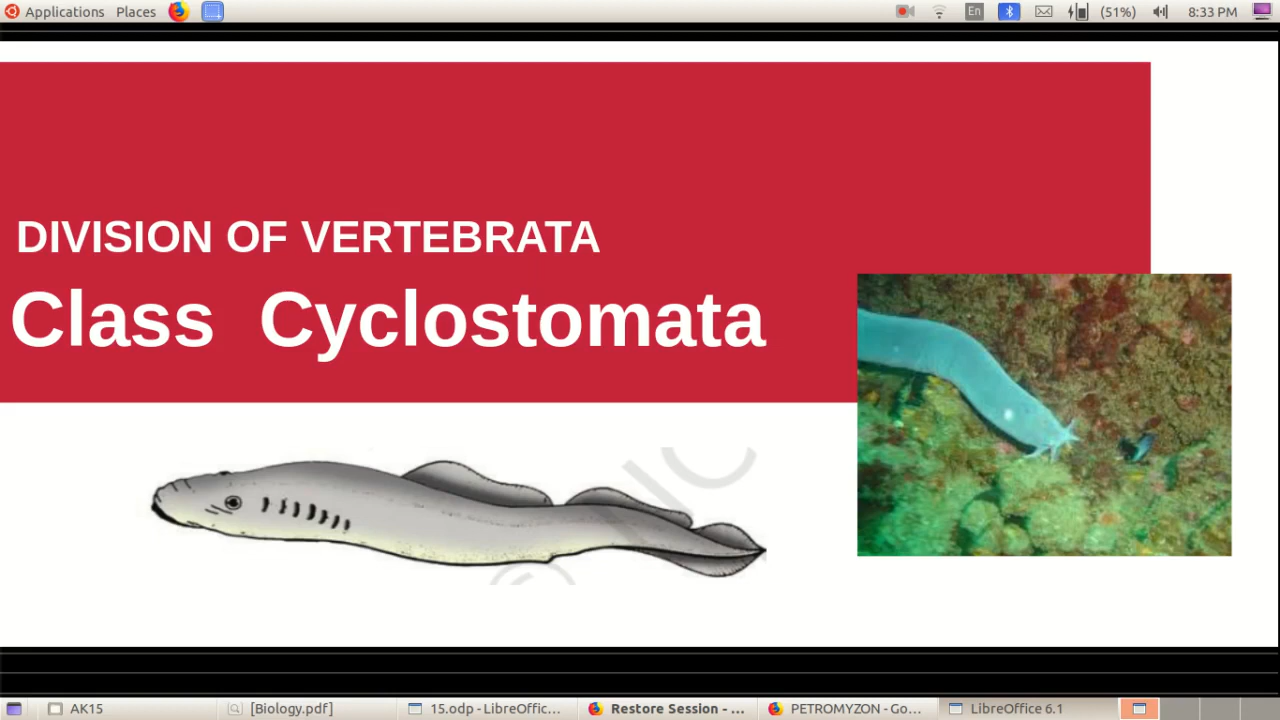 Applications Places En (51%) 8:33 PM
DIVISION OF VERTEBRATA
Class Cyclostomata
AK15 [Biology.pdf] 15.odp - LibreOffic... Restore Session - ... PETROMYZON - Go... LibreOffice 6.1